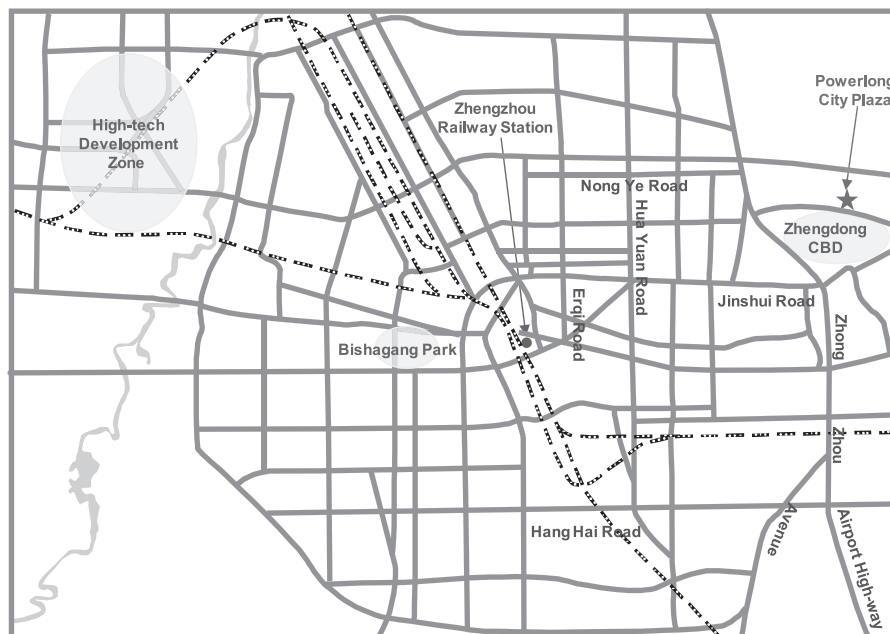 Powerlong
City Plaza
Zhengzhou
Railway Station
High-tech
Development
Zone
Nong Ye Road
Hua Yuan Road
Zhengdong
CBD
Jinshui Road
Erqi Road
Zhong
Bishagang Park
Zhou
Hang Hai Road
Avenue
Airport High-way